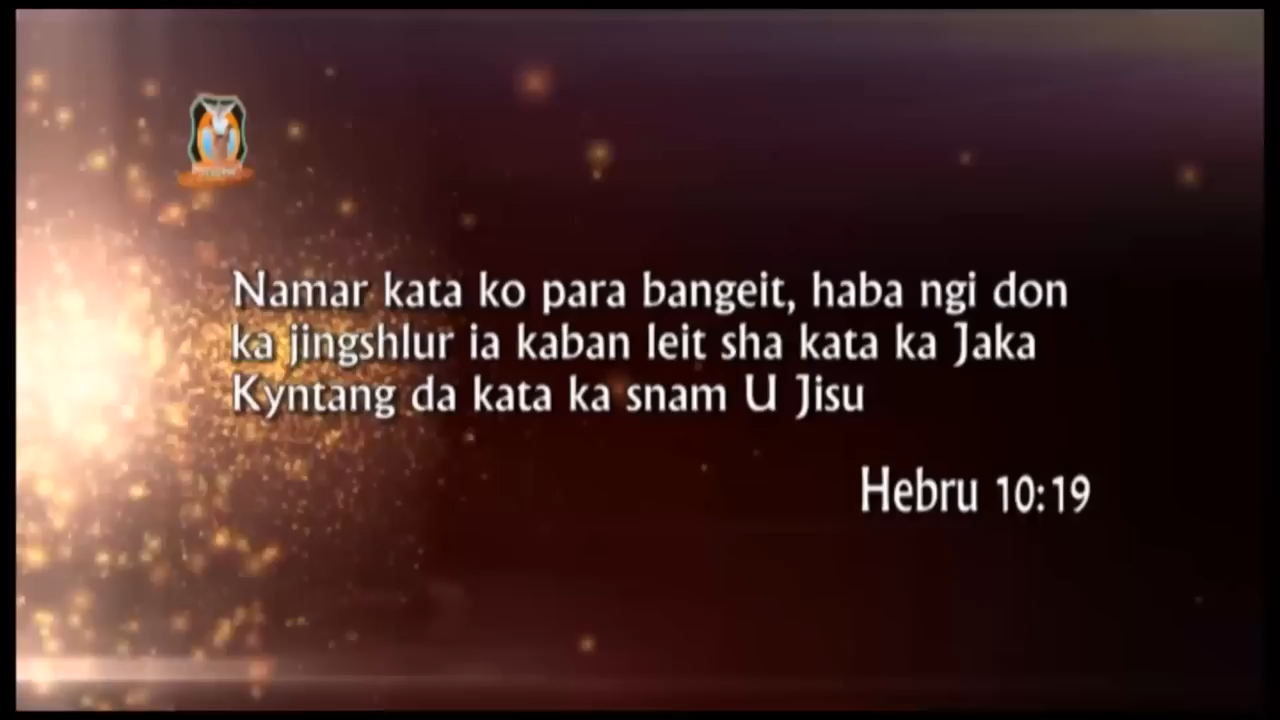 Namar kata ko para bangeit, haba ngi don
ka jingshlur ia kaban leit sha kata ka Jaka
Kyntang da kata ka snam U Jisu
Hebru 10:19